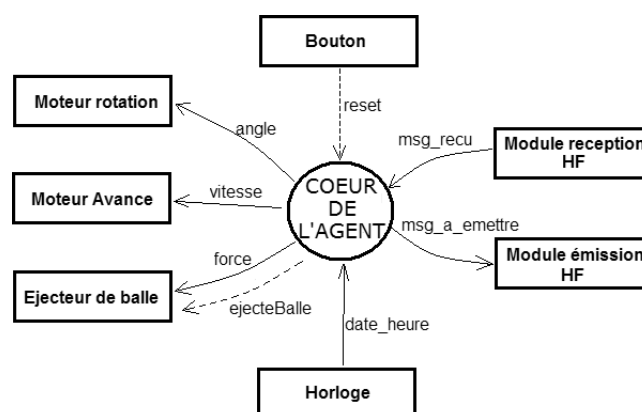 Bouton
Moteur rotation
reset
angle
msg_recu
Module reception
HF
Moteur Avance
vitesse
COEUR
DE
L'AGENT
msg_a_emettre
force
Module émission
HF
Ejecteur de balle
ejecteBalle
date_heure
Horloge